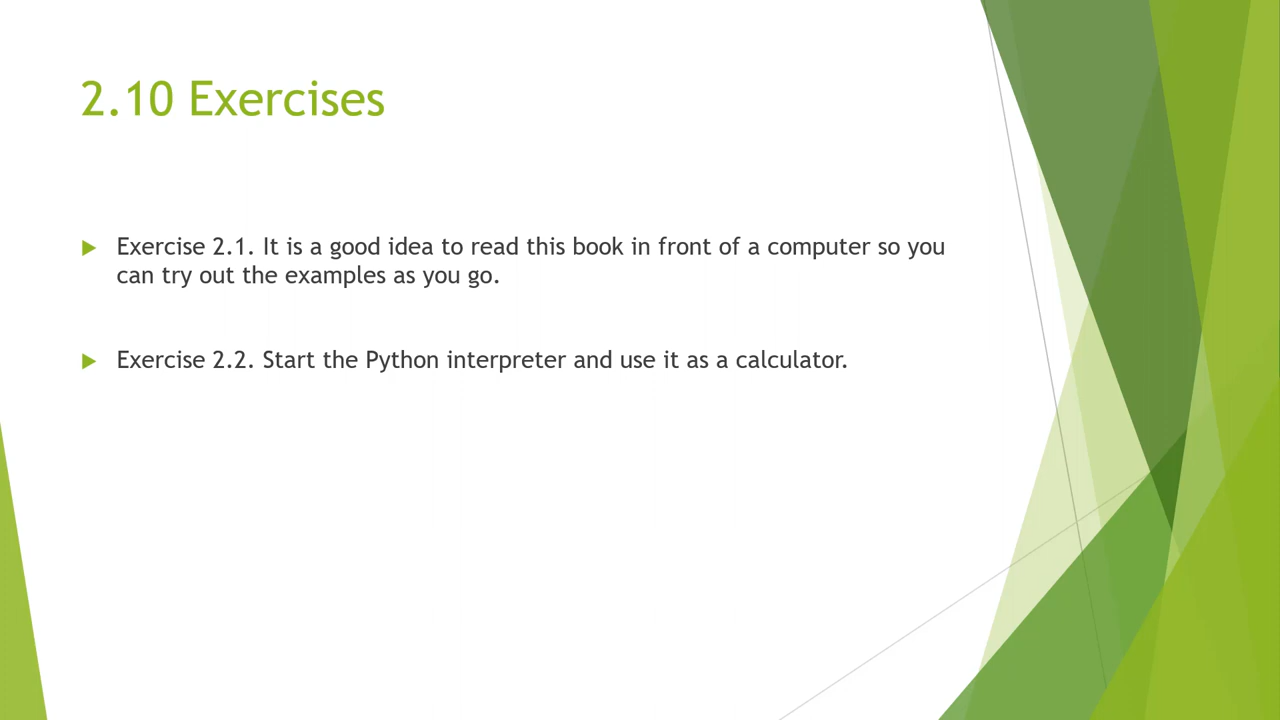 2.10 Exercises
Exercise 2.1. It is a good idea to read this book in front of a computer so you
can try out the examples as you go.
Exercise 2.2. Start the Python interpreter and use it as a calculator.